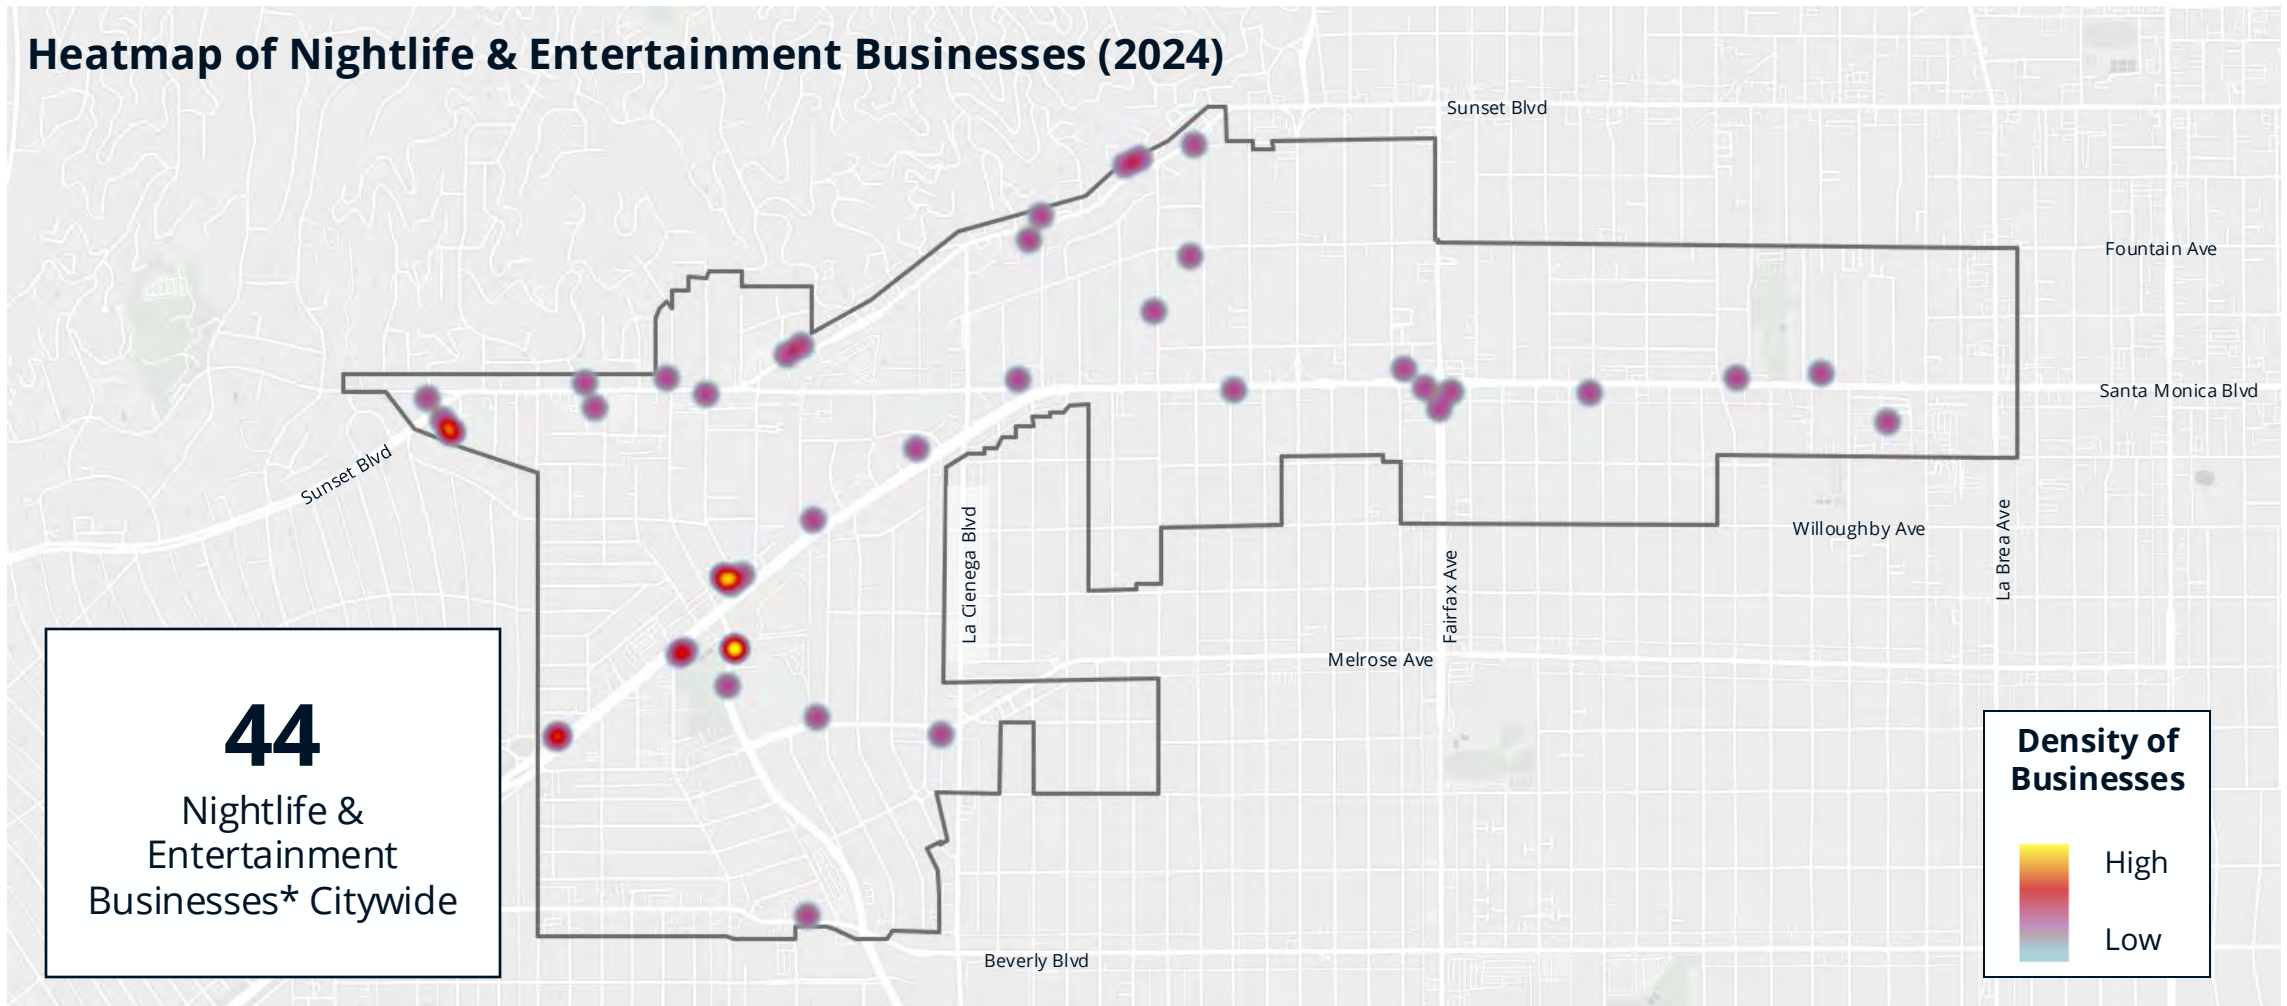 Heatmap of Nightlife & Entertainment Businesses (2024)
Sunset Blvd
Fountain Ave
Santa Monica Blvd
Sunset Blvd
Willoughby Ave
La Cienega Blvd
Fairfax Ave
La Brea Ave
Melrose Ave
Beverly Blvd
44
Nightlife &
Entertainment
Businesses* Citywide
Density of
Businesses
High
Low